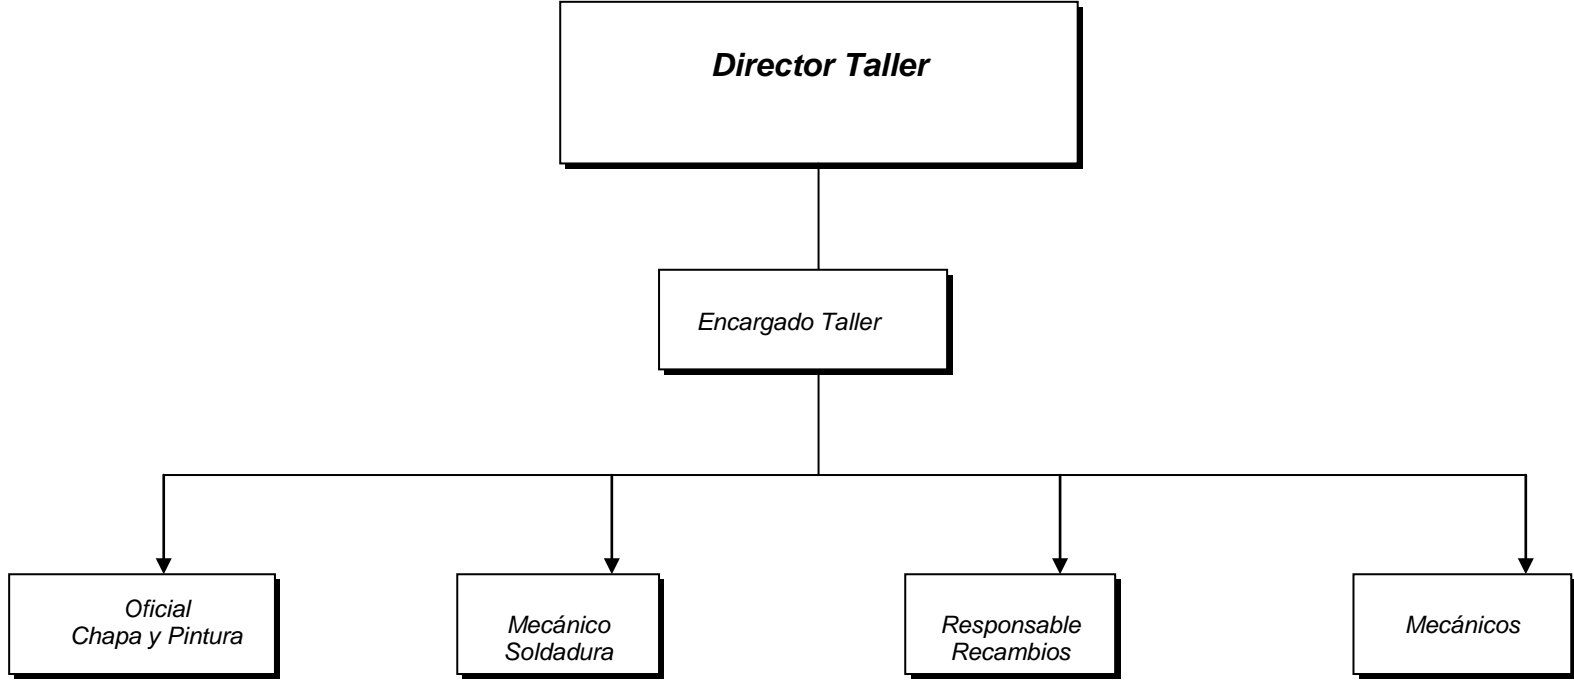 Director Taller
Encargado Taller
Oficial
Chapa y Pintura
Mecánico
Soldadura
Responsable
Recambios
Mecánicos